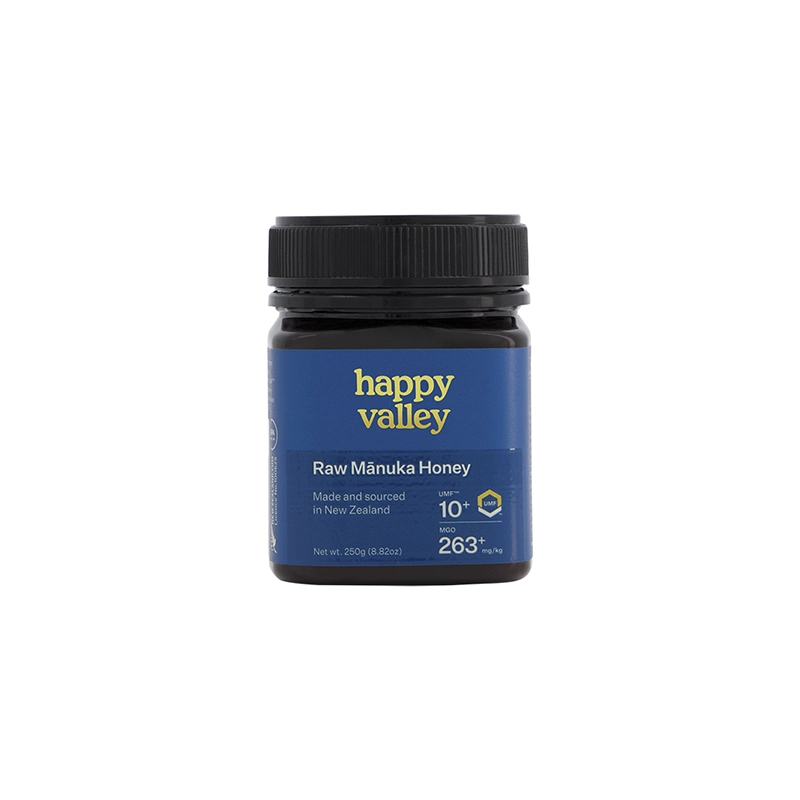 happy
valley
Raw Mānuka Honey
Made and sourced
in New Zealand
UMF™
10+
UMF
MGO
263+ mg/kg
Net wt. 250g (8.82oz)